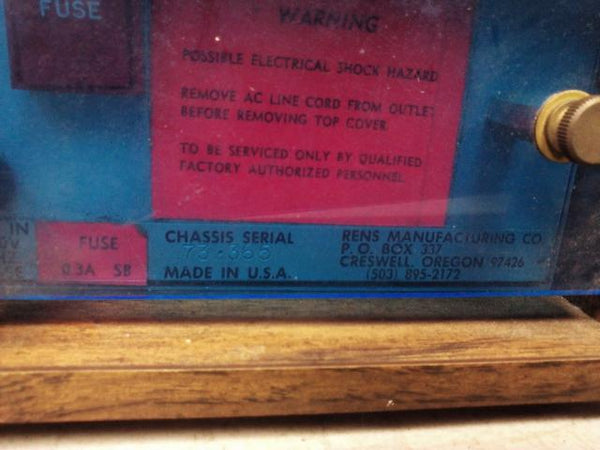 FUSE
WARNING
POSSIBLE ELECTRICAL SHOCK HAZARD
REMOVE AC LINE CORD FROM OUTLET
BEFORE REMOVING TOP COVER.
TO BE SERVICED ONLY BY QUALIFIED
FACTORY AUTHORIZED PERSONNEL.
IN
FUSE
0.3A SB
CHASSIS SERIAL
MADE IN U.S.A.
RENS MANUFACTURING CO.
P.O. BOX 337
CRESWELL, OREGON 97426
(503) 895-2172